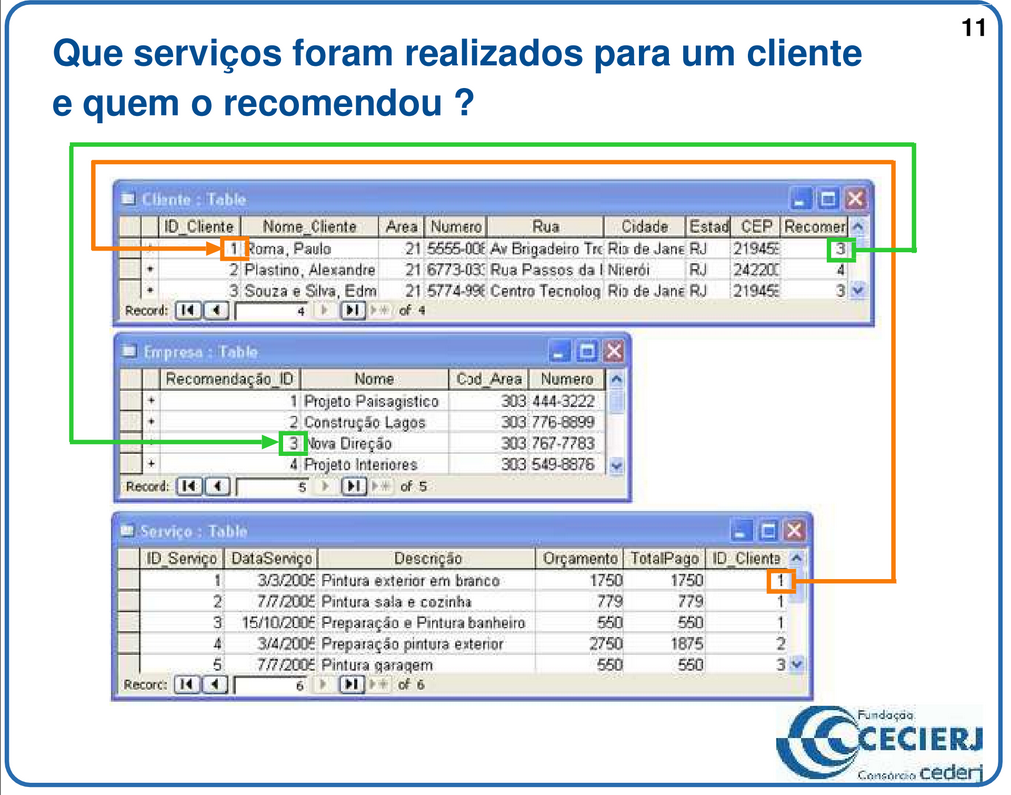 11
Que serviços foram realizados para um cliente
e quem o recomendou ?
Cliente : Table
ID_Cliente Nome_Cliente Area Numero Rua Cidade Estad CEP Recomer
+ 1 Roma, Paulo 21 5555-006 Av Brigadeiro Tro Rio de Jane RJ 219459 3
+ 2 Plastino, Alexandre 21 6773-033 Rua Passos da Niterói RJ 24220 4
+ 3 Souza e Silva, Edm 21 5774-998 Centro Tecnolog Rio de Jane RJ 219459 3
Record: 4 of 4
Empresa : Table
Recomendação_ID Nome Cod_Area Numero
+ 1 Projeto Paisagistico 303 444-3222
+ 2 Construção Lagos 303 776-8899
3 Nova Direção 303 767-7783
+ 4 Projeto Interiores 303 549-8876
Record: 5 of 5
Serviço : Table
ID_Serviço DataServiço Descrição Orçamento TotalPago ID_Cliente
1 3/3/2005 Pintura exterior em branco 1750 1750 1
2 7/7/2005 Pintura sala e cozinha 779 779 1
3 15/10/2005 Preparação e Pintura banheiro 550 550 1
4 3/4/2005 Preparação pintura exterior 2750 1875 2
5 7/7/2005 Pintura garagem 550 550 3
Record: 6 of 6
Fundação
CECIERJ
Consórcio cederj